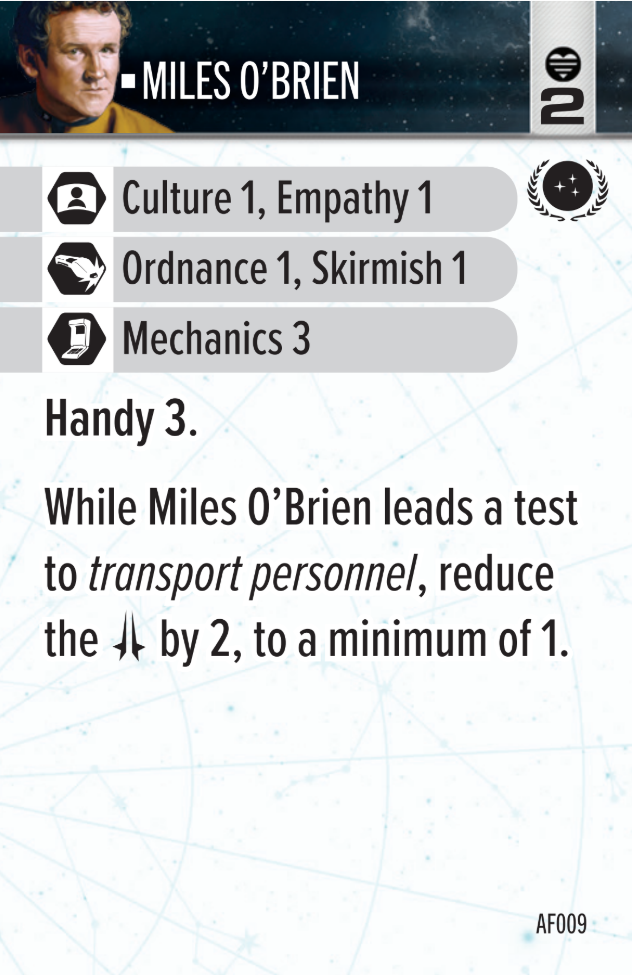 ▪ MILES O’BRIEN
2
Culture 1, Empathy 1
Ordnance 1, Skirmish 1
Mechanics 3
Handy 3.
While Miles O’Brien leads a test
to transport personnel, reduce
the by 2, to a minimum of 1.
AF009